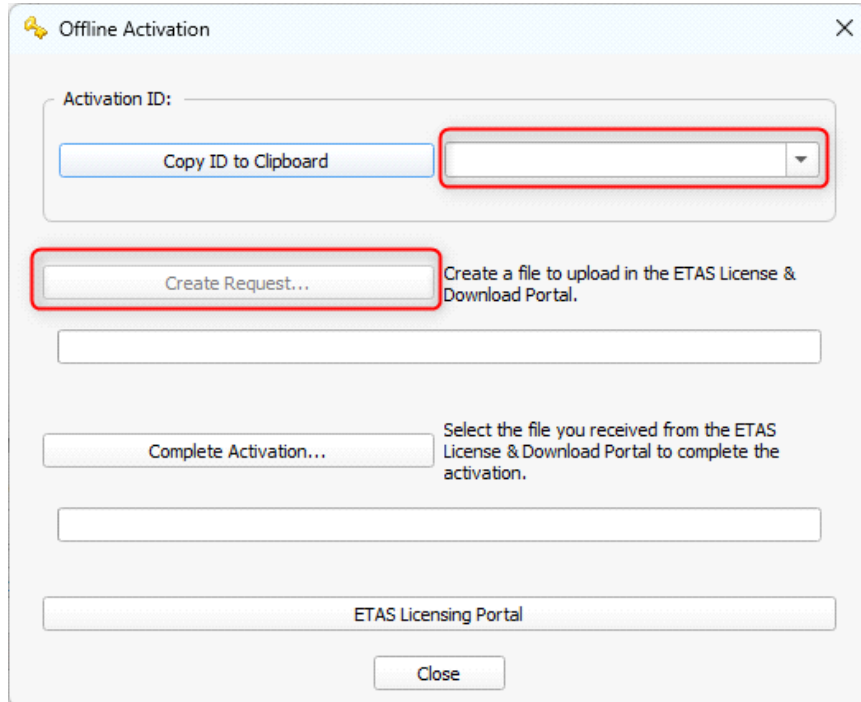 Offline Activation
Activation ID:
Copy ID to Clipboard
Create Request...
Create a file to upload in the ETAS License &
Download Portal.
Complete Activation...
Select the file you received from the ETAS
License & Download Portal to complete the
activation.
ETAS Licensing Portal
Close